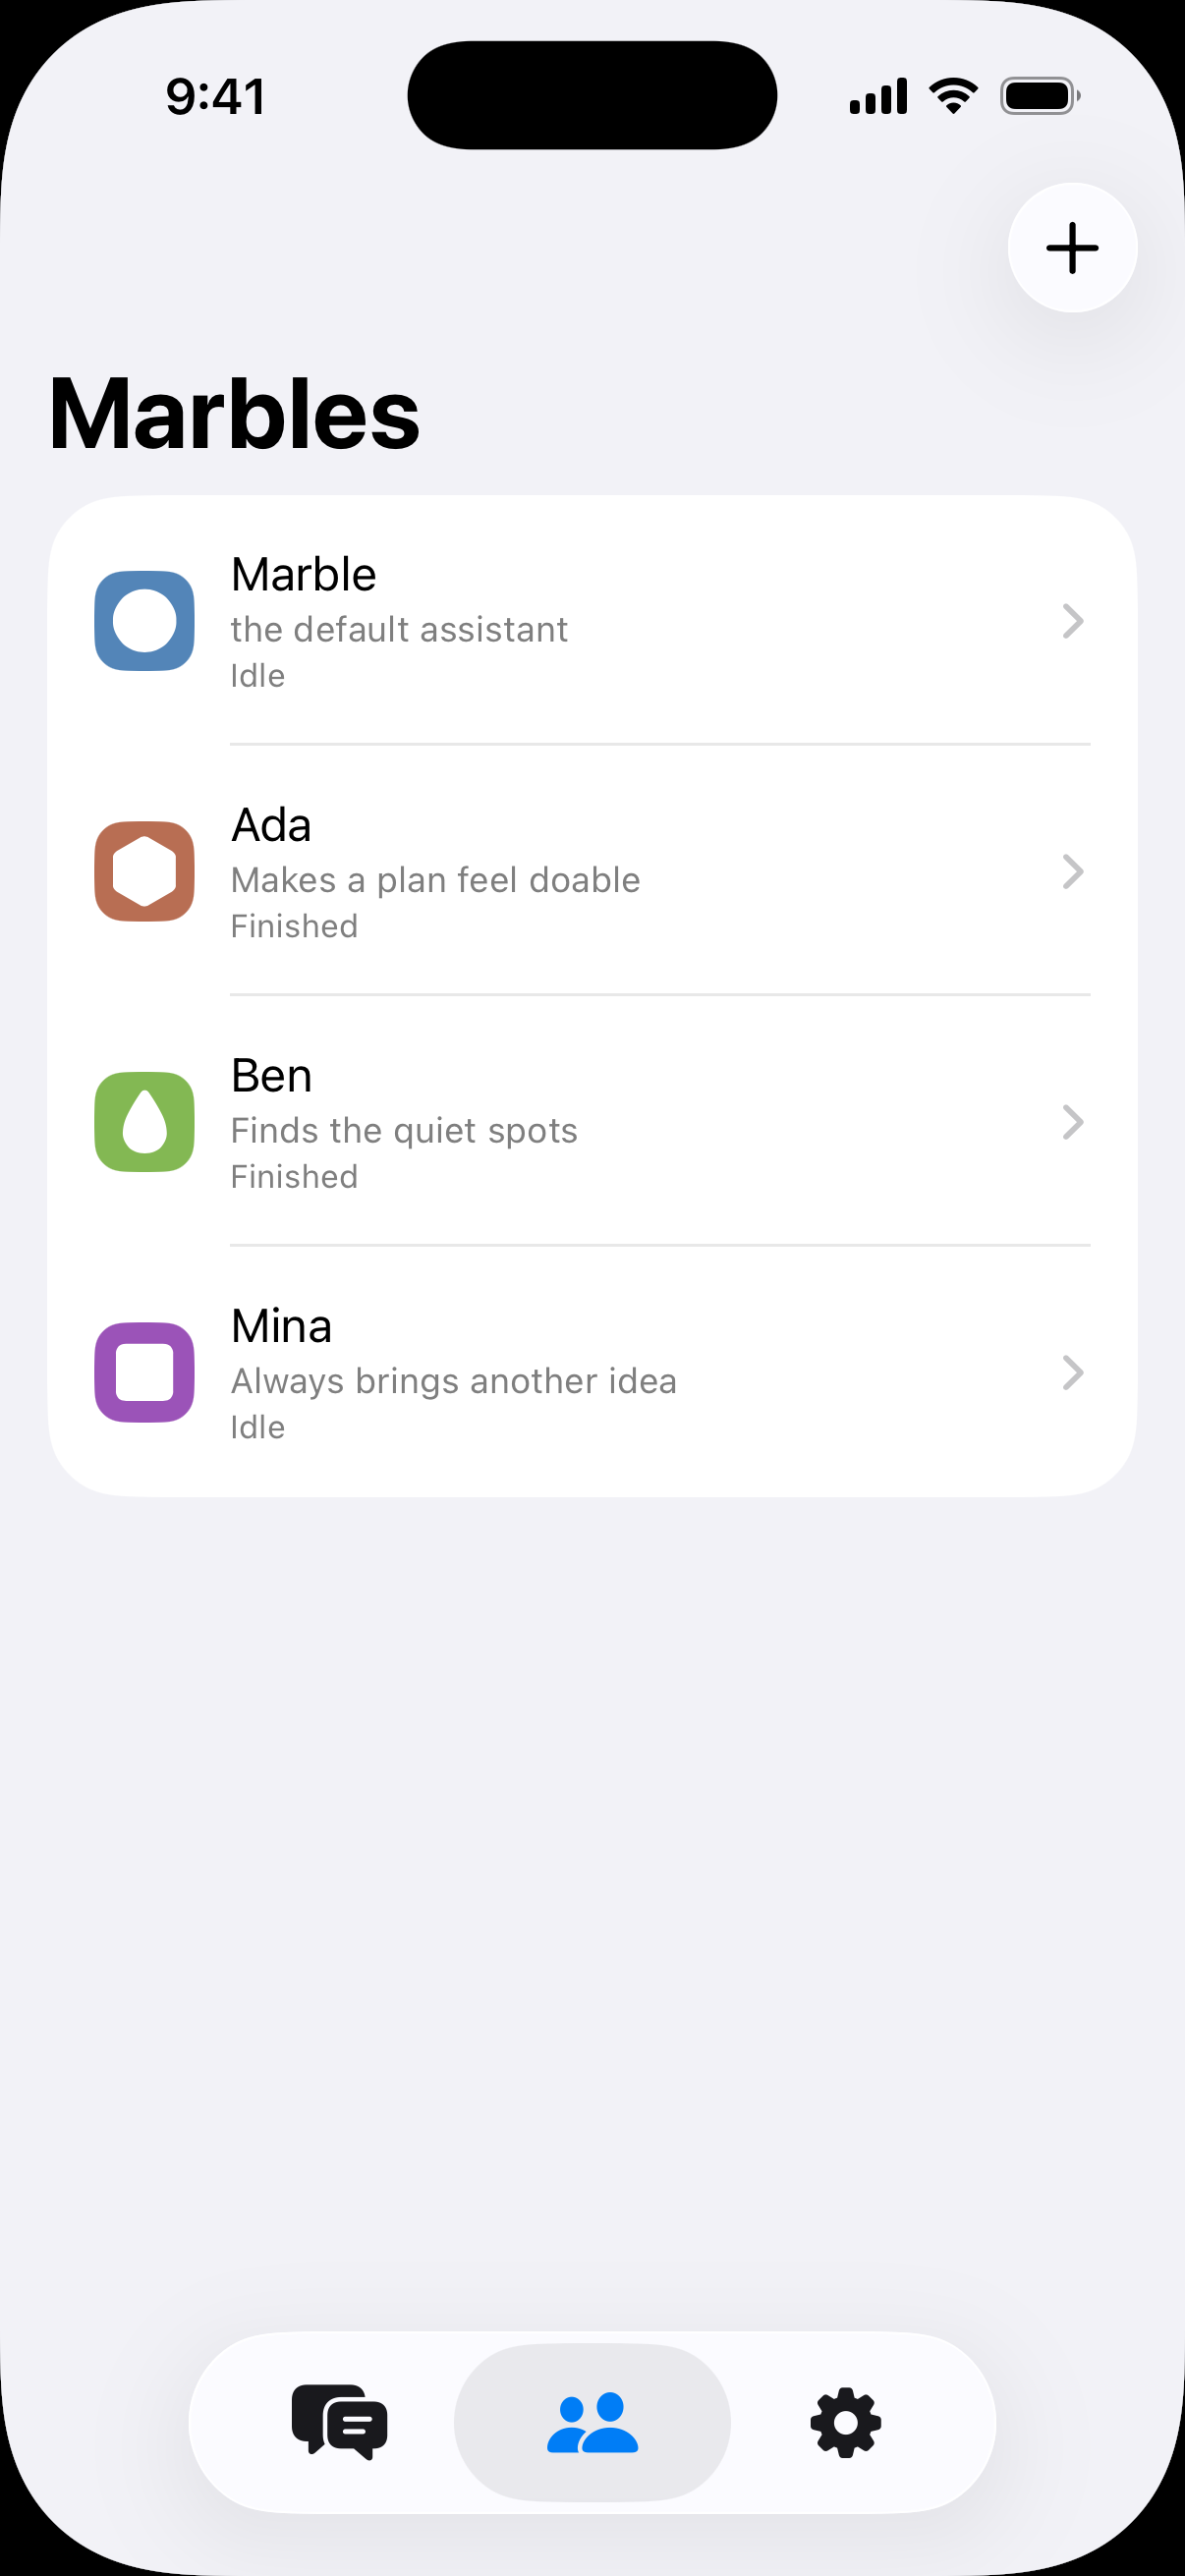 9:41
Marbles
Marble
the default assistant
Idle
Ada
Makes a plan feel doable
Finished
Ben
Finds the quiet spots
Finished
Mina
Always brings another idea
Idle